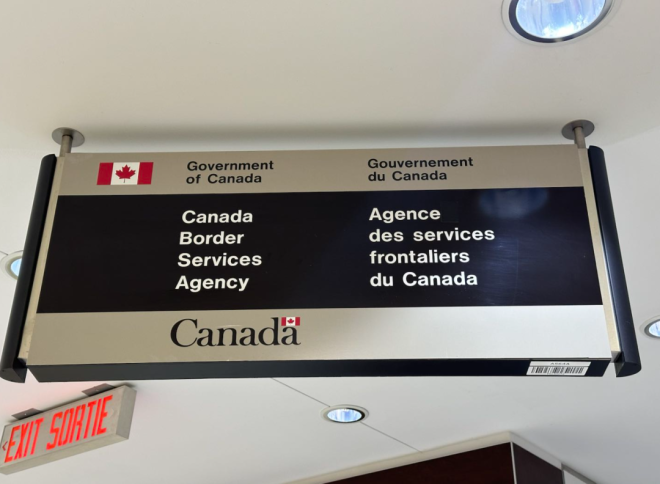 Government
of Canada
Gouvernement
du Canada
Canada
Border
Services
Agency
Agence
des services
frontaliers
du Canada
Canada
EXIT SORTIE